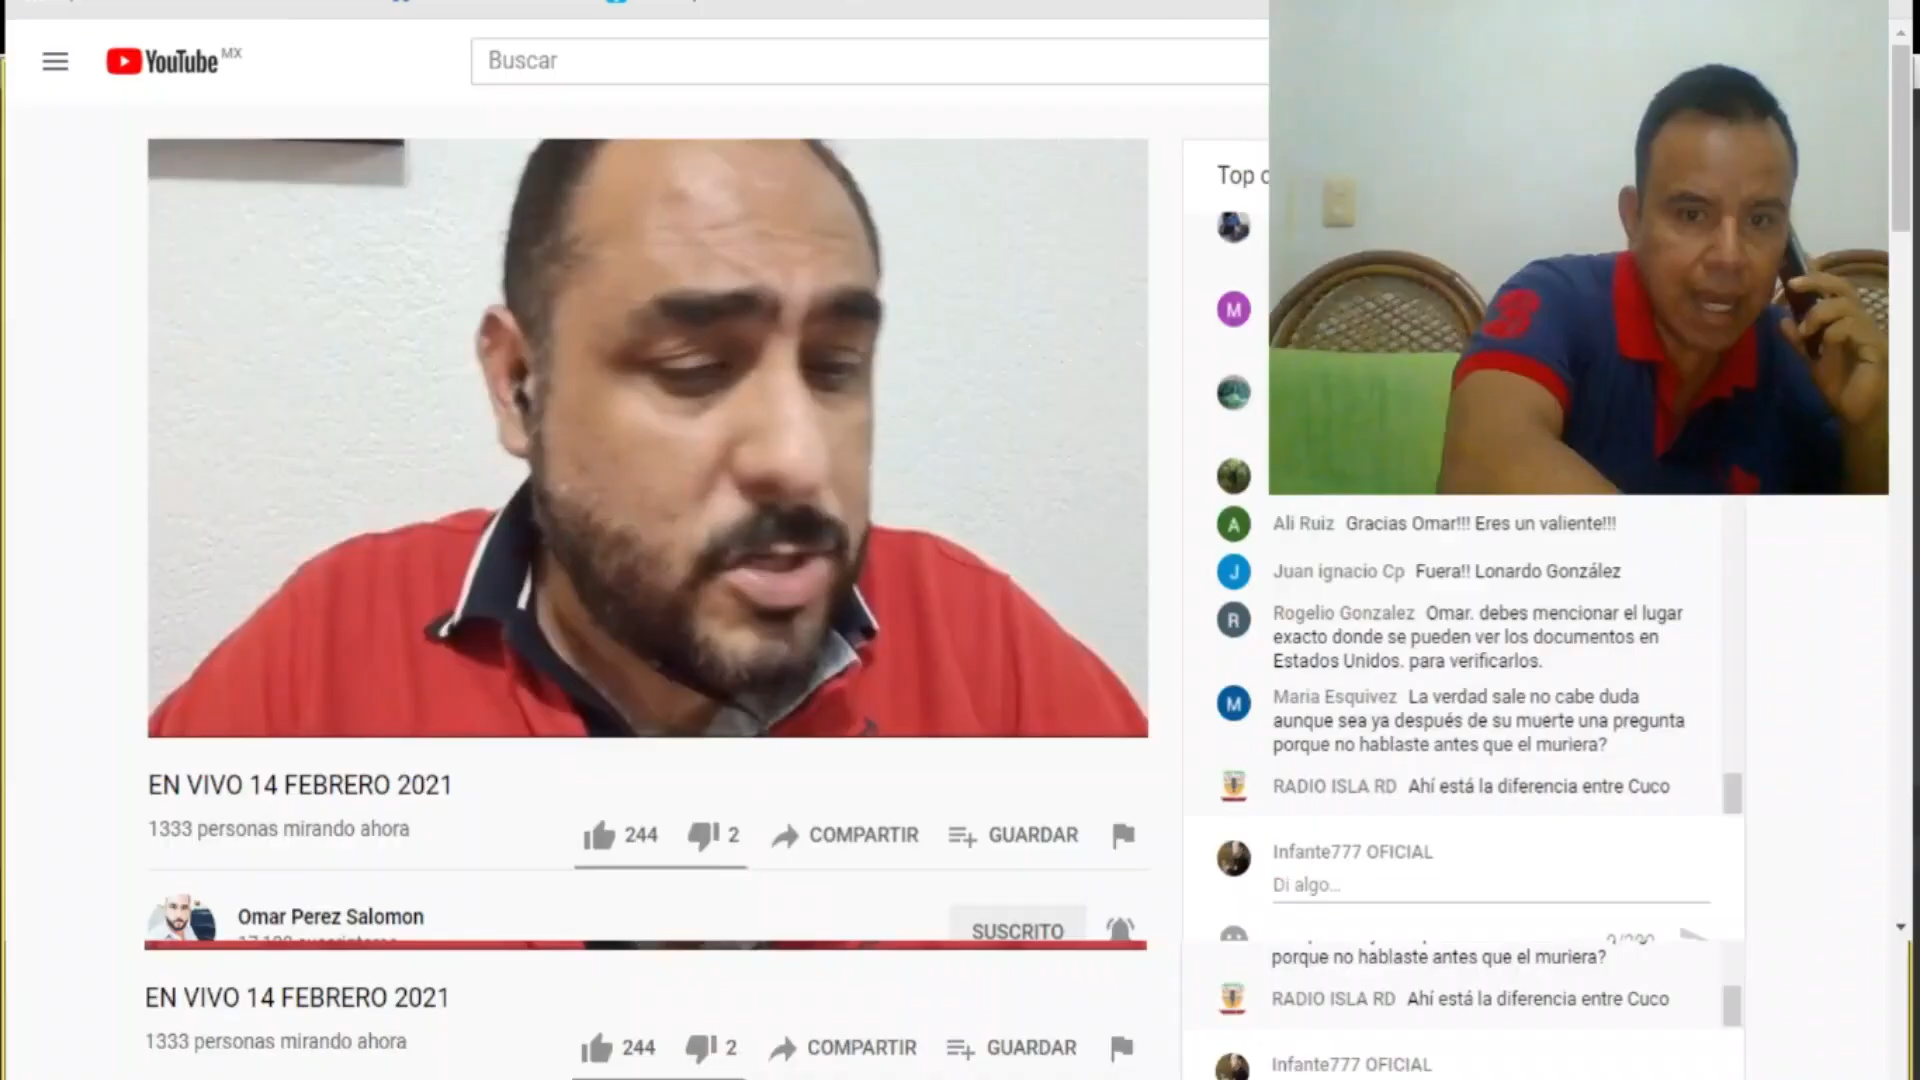 YouTube MX
Buscar
Top
M
A
Ali Ruiz Gracias Omar!!! Eres un valiente!!!
J
Juan ignacio Cp Fuera!! Lonardo González
R
Rogelio Gonzalez Omar. debes mencionar el lugar
exacto donde se pueden ver los documentos en
Estados Unidos. para verificarlos.
M
Maria Esquivez La verdad sale no cabe duda
aunque sea ya después de su muerte una pregunta
porque no hablaste antes que el muriera?
RADIO ISLA RD Ahí está la diferencia entre Cuco
Infante777 OFICIAL
Di algo...
EN VIVO 14 FEBRERO 2021
1333 personas mirando ahora
244
2
COMPARTIR
GUARDAR
Omar Perez Salomon
SUSCRITO
porque no hablaste antes que el muriera?
RADIO ISLA RD Ahí está la diferencia entre Cuco
Infante777 OFICIAL
EN VIVO 14 FEBRERO 2021
1333 personas mirando ahora
244
2
COMPARTIR
GUARDAR